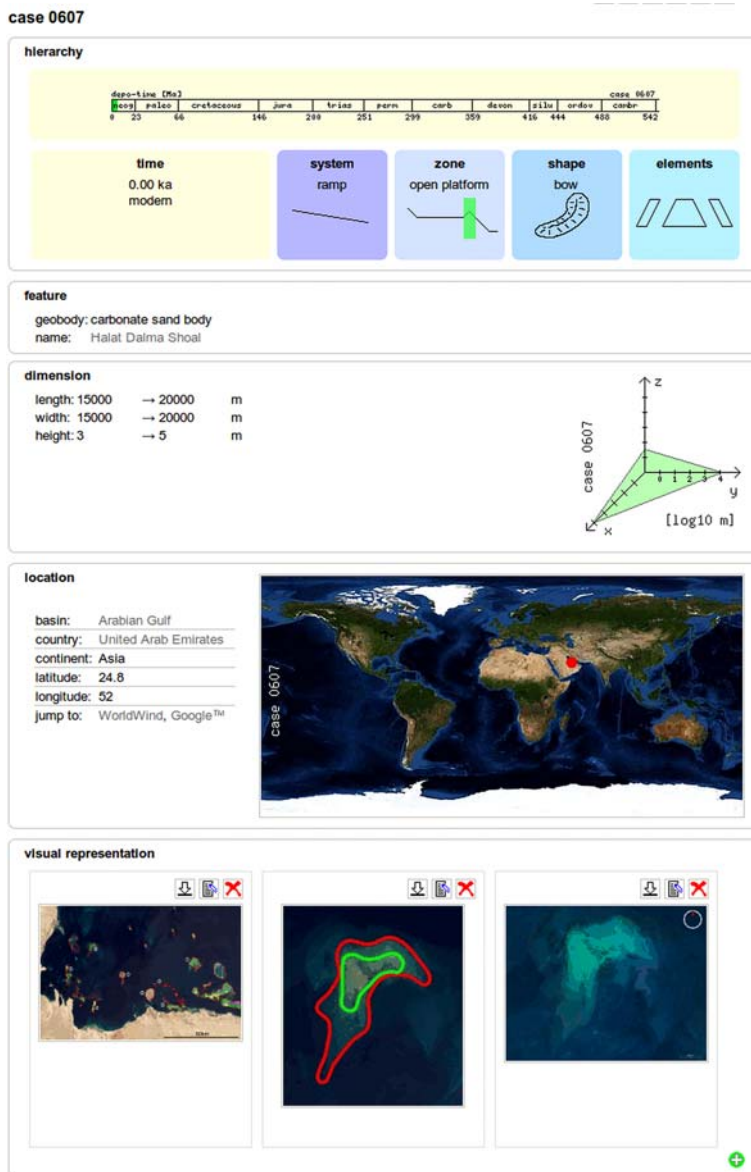 case 0607
hierarchy
depo-time [Ma] case 0607
neog paleo cretaceous jura trias perm carb devon silu ordov cambr
0 23 66 146 200 251 299 359 416 444 488 542
time system zone shape elements
0.00 ka ramp open platform bow
modern
feature
geobody: carbonate sand body
name: Halat Dalma Shoal
dimension
length: 15000 → 20000 m
width: 15000 → 20000 m
height: 3 → 5 m
case 0607
z
0 1 2 3 4
y
x
[log10 m]
location
basin: Arabian Gulf
country: United Arab Emirates
continent: Asia
latitude: 24.8
longitude: 52
jump to: WorldWind, Google™
case 0607
visual representation